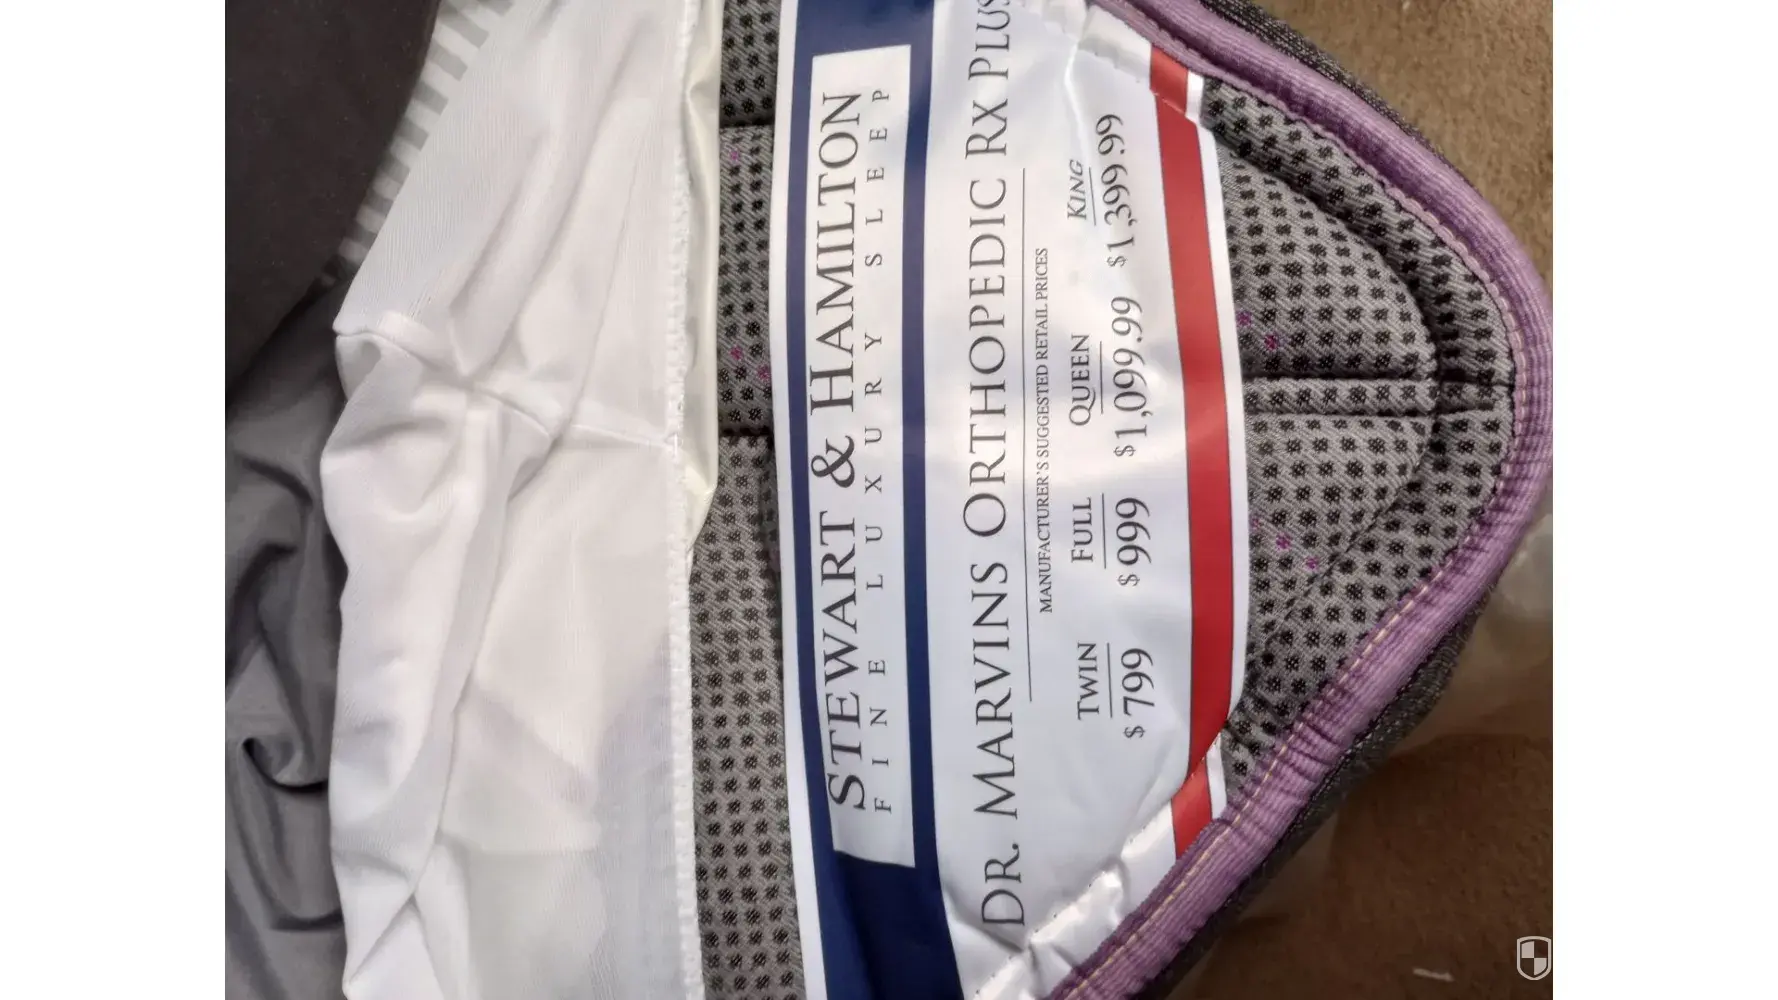 STEWART & HAMILTON
FINE LUXURY SLEEP
DR. MARVINS ORTHOPEDIC RX PLUS
MANUFACTURER'S SUGGESTED RETAIL PRICES
TWIN FULL QUEEN KING
$799 $999 $1,099.99 $1,399.99